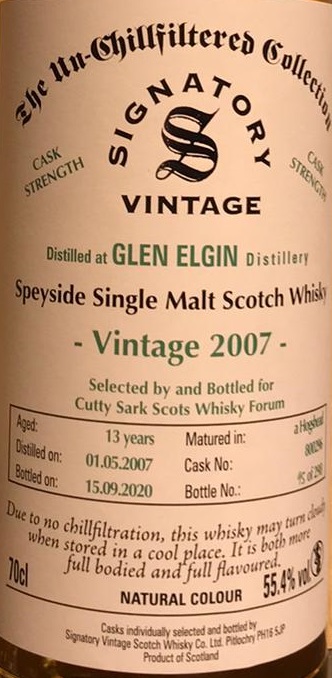 The Un-Chillfiltered Collection
SIGNATORY
S
VINTAGE
CASK STRENGTH
CASK STRENGTH
Distilled at GLEN ELGIN Distillery
Speyside Single Malt Scotch Whisky
- Vintage 2007 -
Selected by and Bottled for
Cutty Sark Scots Whisky Forum
Aged: 13 years Matured in: a Hogshead
Distilled on: 01.05.2007 Cask No: 800296
Bottled on: 15.09.2020 Bottle No.: of 290
Due to no chillfiltration, this whisky may turn cloudy
when stored in a cool place. It is both more
full bodied and full flavoured.
70cl NATURAL COLOUR 55.4% vol
Casks individually selected and bottled by
Signatory Vintage Scotch Whisky Co. Ltd. Pitlochry PH16 5JP
Product of Scotland